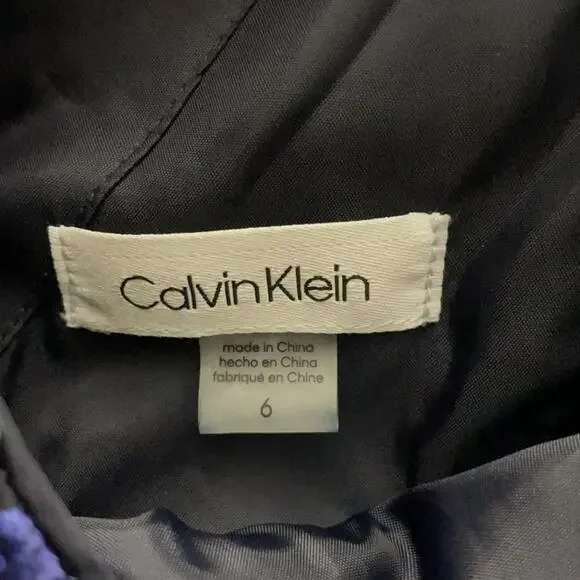 Calvin Klein
made in China
hecho en China
fabriqué en Chine
6